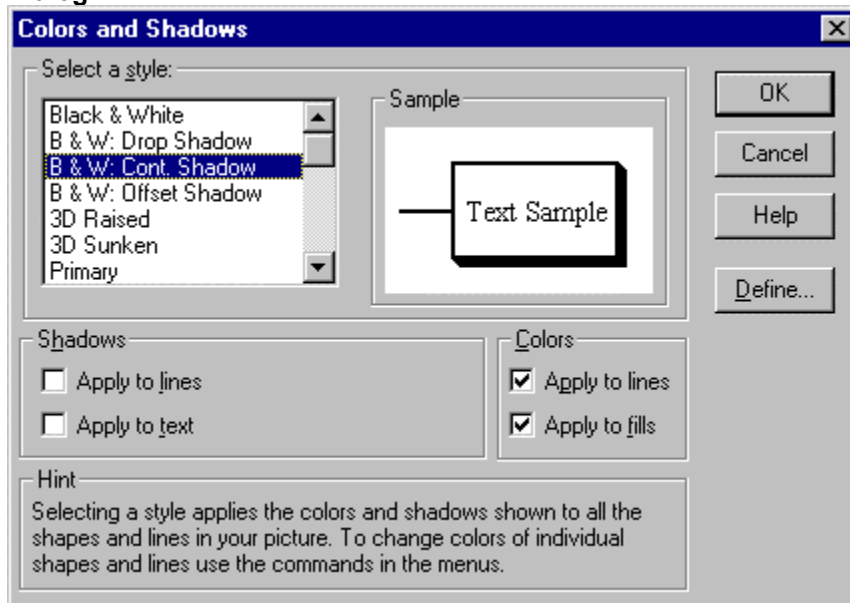 Colors and Shadows
Select a style:
Black & White
B & W: Drop Shadow
B & W: Cont. Shadow
B & W: Offset Shadow
3D Raised
3D Sunken
Primary
Sample
Text Sample
OK
Cancel
Help
Define...
Shadows
Apply to lines
Apply to text
Colors
Apply to lines
Apply to fills
Hint
Selecting a style applies the colors and shadows shown to all the
shapes and lines in your picture. To change colors of individual
shapes and lines use the commands in the menus.